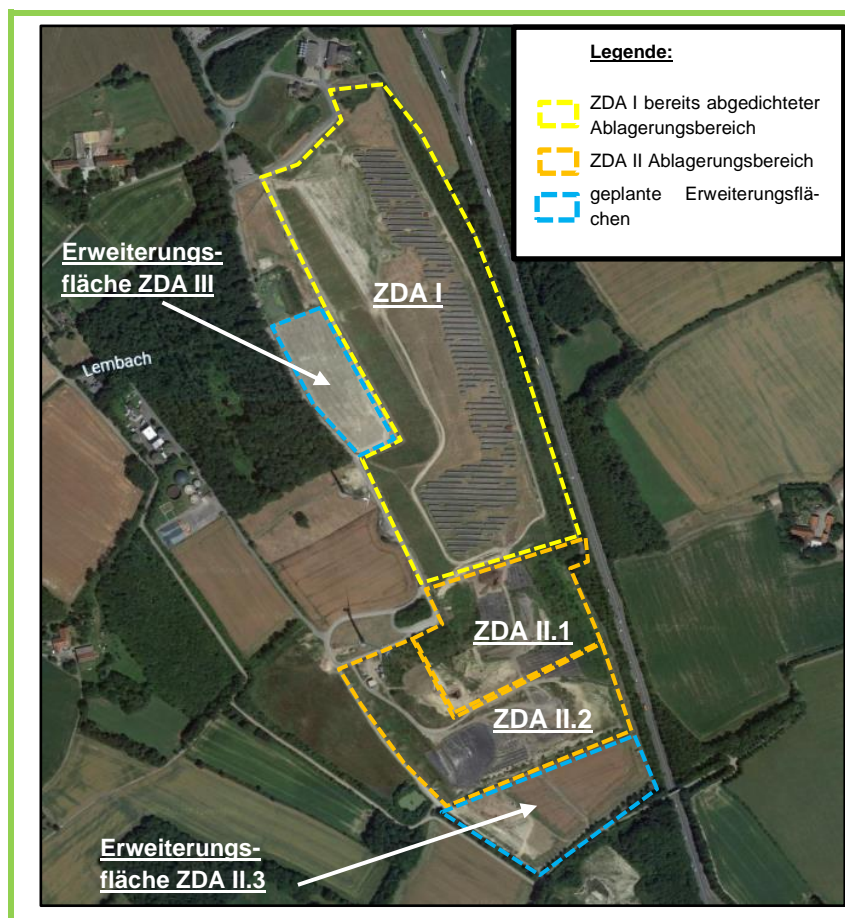 Legende:
ZDA I bereits abgedichteter
Ablagerungsbereich
ZDA II Ablagerungsbereich
geplante Erweiterungsflä-
chen
Erweiterungs-
fläche ZDA III
ZDA I
Lembach
ZDA II.1
ZDA II.2
Erweiterungs-
fläche ZDA II.3